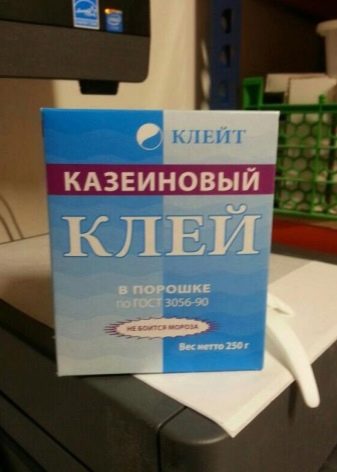 КЛЕЙТ
КАЗЕИНОВЫЙ
КЛЕЙ
В ПОРОШКЕ
по ГОСТ 3056-90
НЕ БОИТСЯ МОРОЗА
Вес нетто 250 г